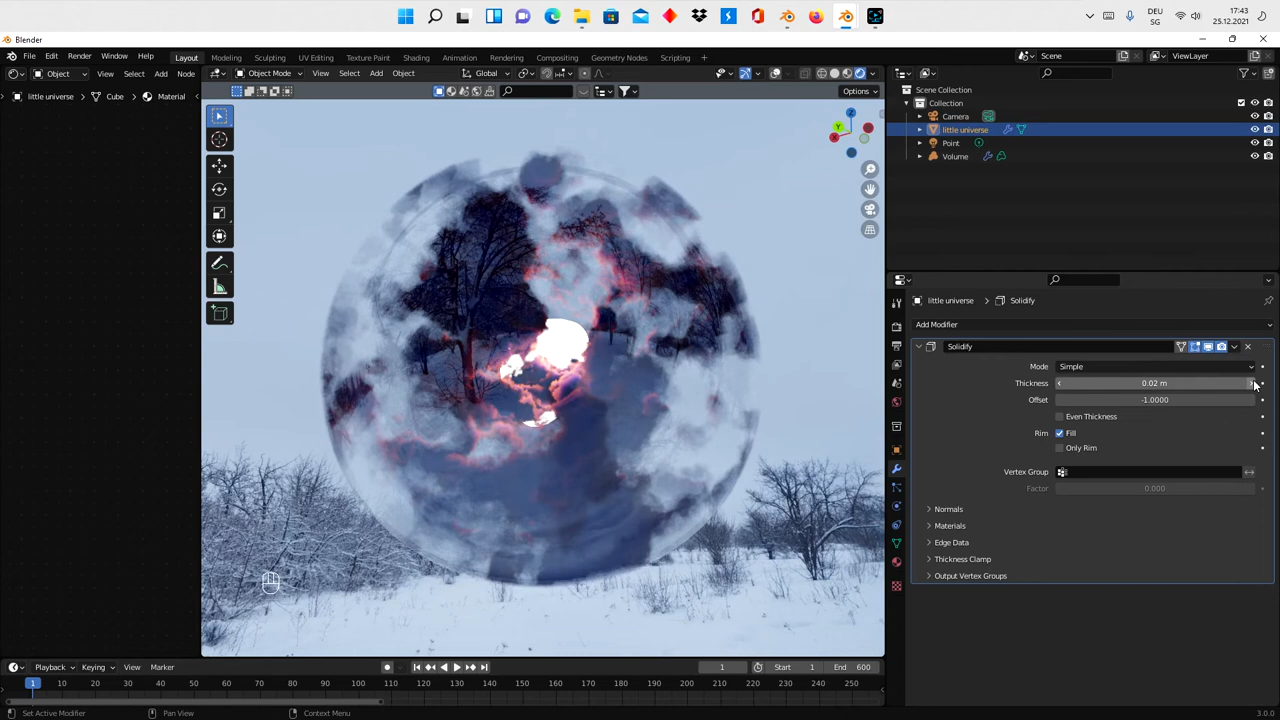 DEU
SG
17.43
25.12.2021
Blender
File Edit Render Window Help
Layout Modeling Sculpting UV Editing Texture Paint Shading Animation Rendering Compositing Geometry Nodes Scripting +
Scene
ViewLayer
Object View Select Add Node
Object Mode View Select Add Object
Global
little universe > Cube > Material
Options
Z
Y
X
Scene Collection
Collection
Camera
little universe
Point
Volume
little universe > Solidify
Add Modifier
Solidify
Mode Simple
Thickness 0.02 m
Offset -1.0000
Even Thickness
Rim Fill
Only Rim
Vertex Group
Factor 0.000
Normals
Materials
Edge Data
Thickness Clamp
Output Vertex Groups
Playback Keying View Marker
1
Start 1
End 600
1 10 20 30 40 50 60 70 80 90 100 110 120 130 140 150 160 170 180 190 200 210 220 230 240 250
Set Active Modifier
Pan View
Context Menu
3.0.0